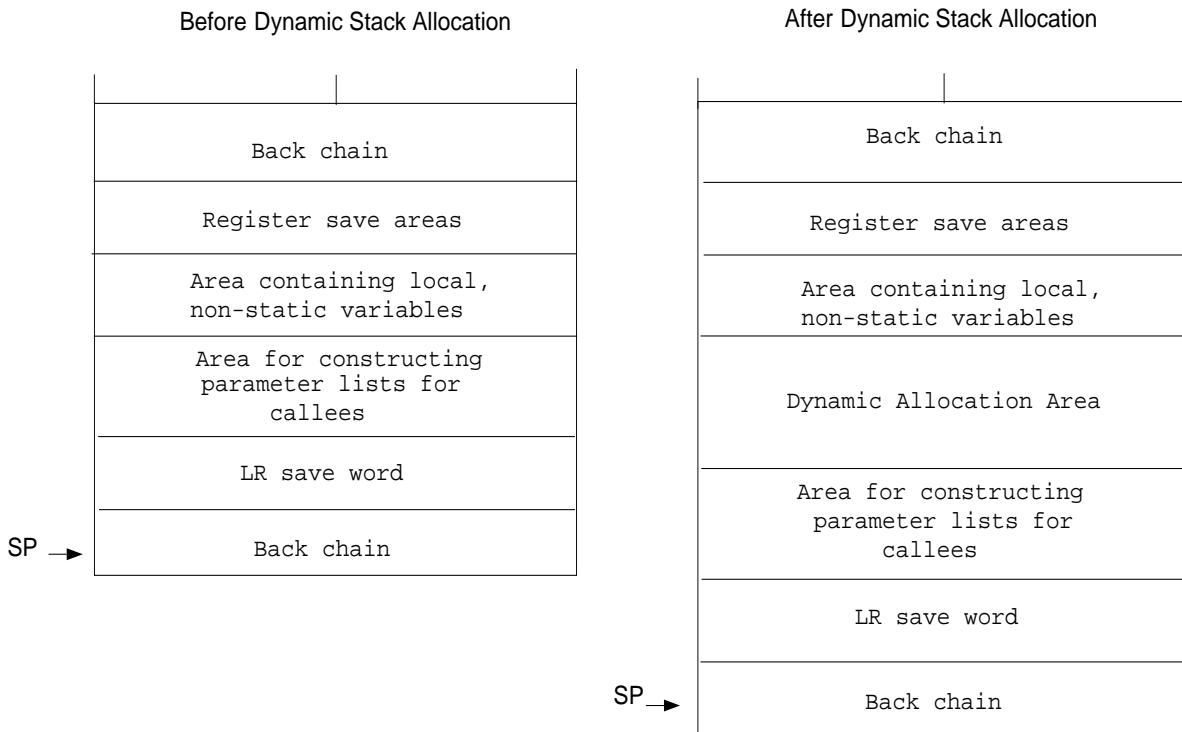 Before Dynamic Stack Allocation
Back chain
Register save areas
Area containing local,
non-static variables
Area for constructing
parameter lists for
callees
LR save word
SP
Back chain
After Dynamic Stack Allocation
Back chain
Register save areas
Area containing local,
non-static variables
Dynamic Allocation Area
Area for constructing
parameter lists for
callees
LR save word
SP
Back chain